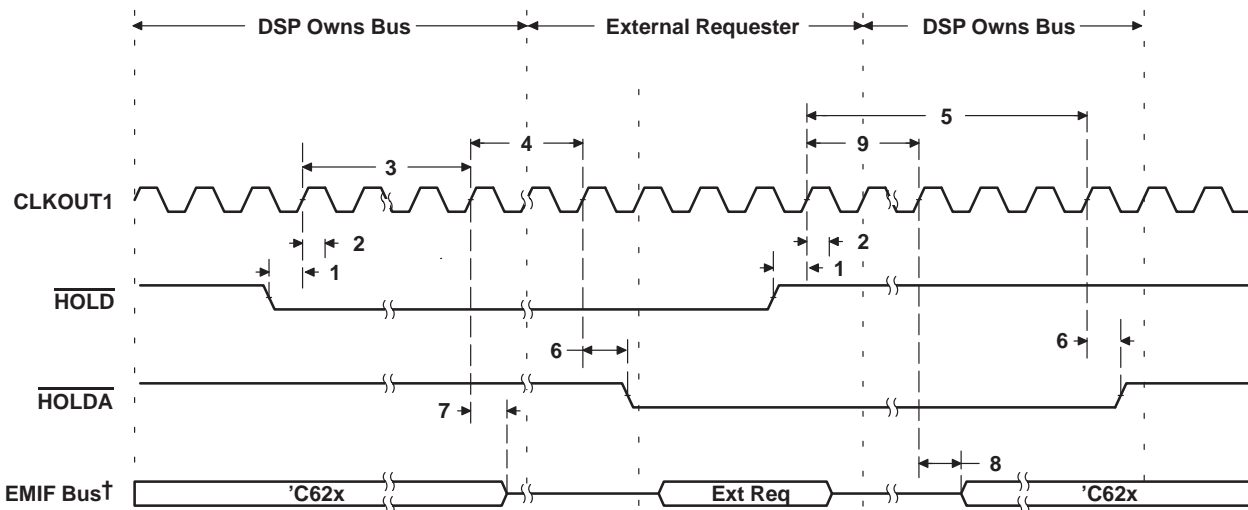 DSP Owns Bus External Requester DSP Owns Bus
5
4 9
3
CLKOUT1
2 2
1 1
HOLD
6 6
HOLDA
7
8
EMIF Bus† ’C62x Ext Req ’C62x